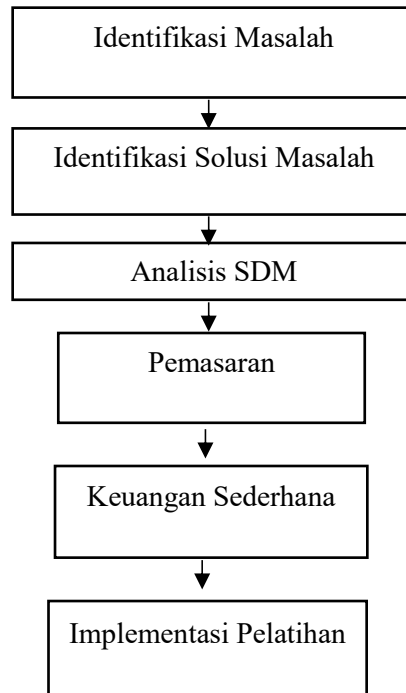 Identifikasi Masalah
Identifikasi Solusi Masalah
Analisis SDM
Pemasaran
Keuangan Sederhana
Implementasi Pelatihan